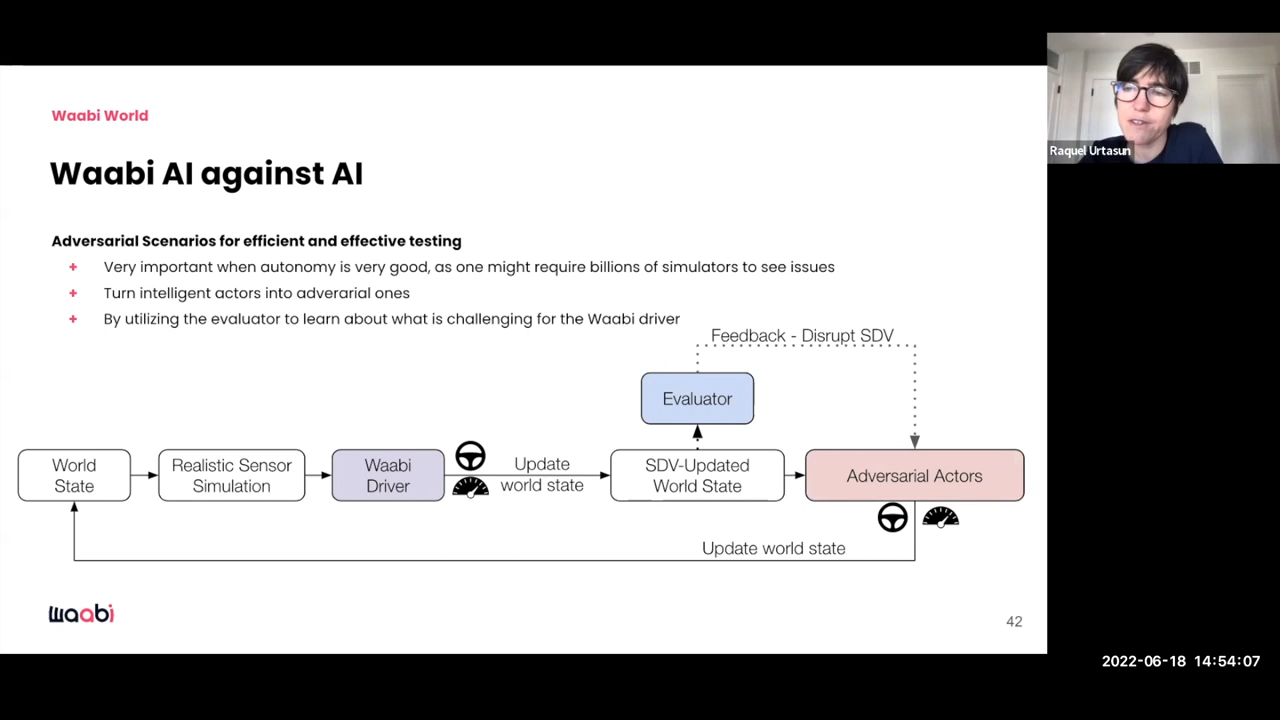 Waabi World
Waabi AI against AI
Adversarial Scenarios for efficient and effective testing
+ Very important when autonomy is very good, as one might require billions of simulators to see issues
+ Turn intelligent actors into adverarial ones
+ By utilizing the evaluator to learn about what is challenging for the Waabi driver
Feedback - Disrupt SDV
Evaluator
World
State
Realistic Sensor
Simulation
Waabi
Driver
Update
world state
SDV-Updated
World State
Adversarial Actors
Update world state
waabi
42
Raquel Urtasun
2022-06-18 14:54:07